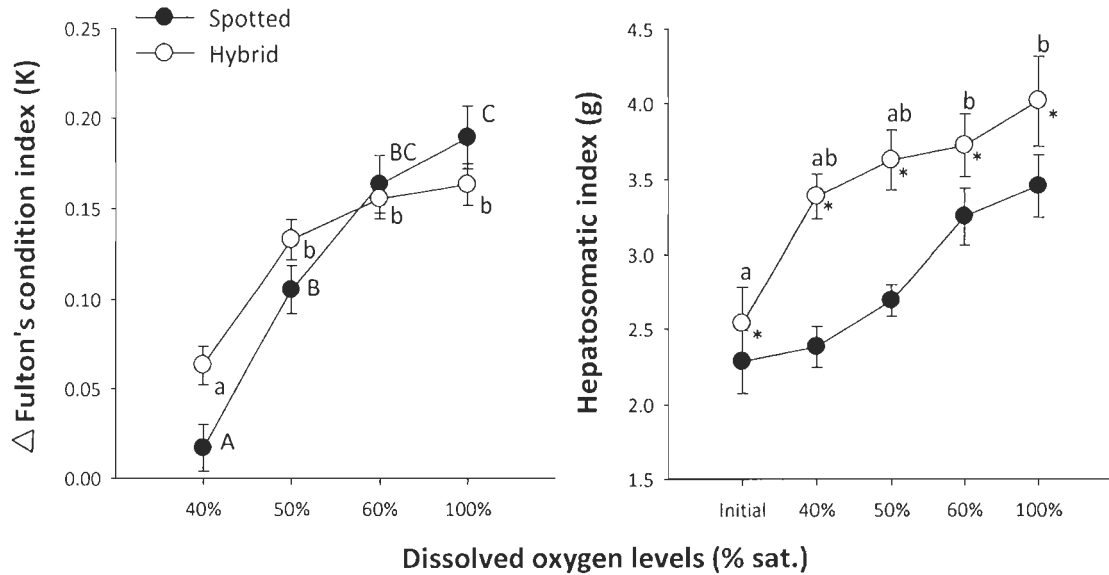 Spotted
Hybrid
△ Fulton's condition index (K)
0.25
0.20
0.15
0.10
0.05
0.00
A
B
BC
C
a
b
b
b
40%
50%
60%
100%
Hepatosomatic index (g)
4.5
4.0
3.5
3.0
2.5
2.0
1.5
a
ab
ab
b
b
*
*
*
*
*
Initial
40%
50%
60%
100%
Dissolved oxygen levels (% sat.)